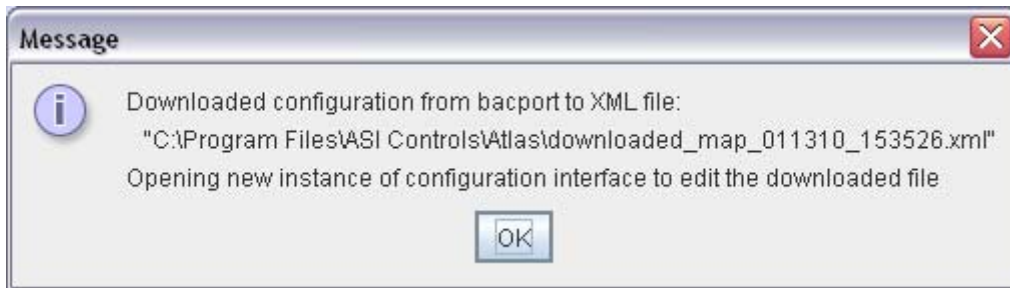 Message
Downloaded configuration from bacport to XML file:
"C:\Program Files\ASI Controls\Atlas\downloaded_map_011310_153526.xml"
Opening new instance of configuration interface to edit the downloaded file
OK